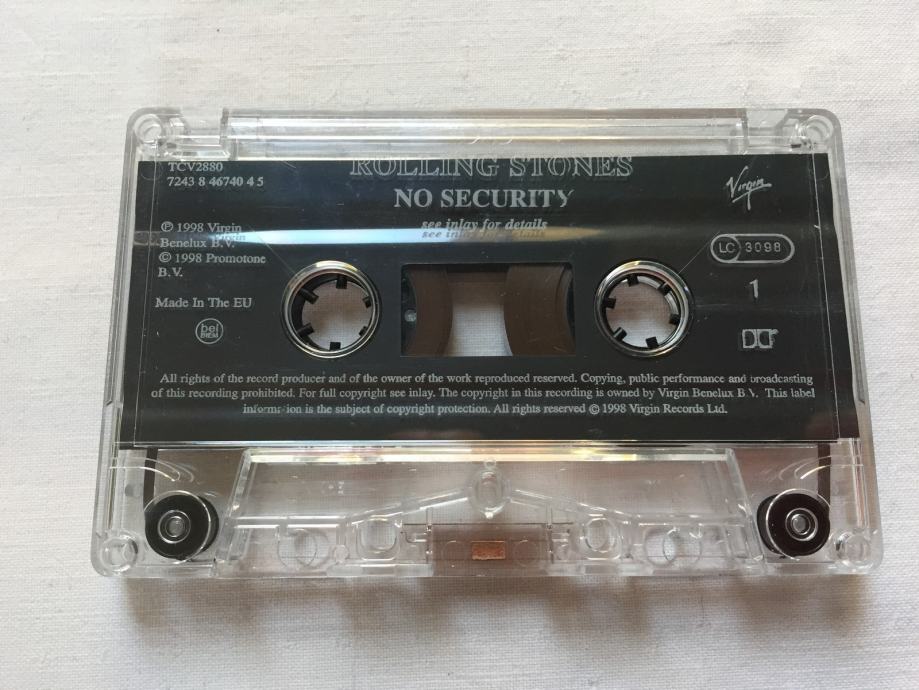 TCV2880
7243 8 46740 4 5
ROLLING STONES
NO SECURITY
see inlay for details
Virgin
℗ 1998 Virgin
Benelux B.V.
© 1998 Promotone
B.V.
Made In The EU
bel
BIEM
LC 3098
1
All rights of the record producer and of the owner of the work reproduced reserved. Copying, public performance and broadcasting
of this recording prohibited. For full copyright see inlay. The copyright in this recording is owned by Virgin Benelux B V. This label
information is the subject of copyright protection. All rights reserved © 1998 Virgin Records Ltd.